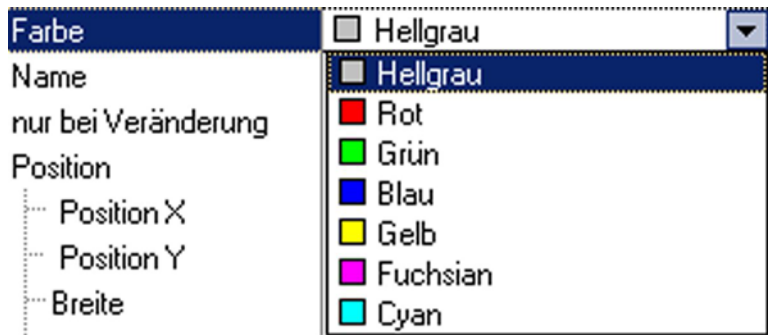 Farbe Hellgrau
Name Hellgrau
nur bei Veränderung Rot
Position Grün
Position X Blau
Position Y Gelb
Breite Fuchsian
Cyan